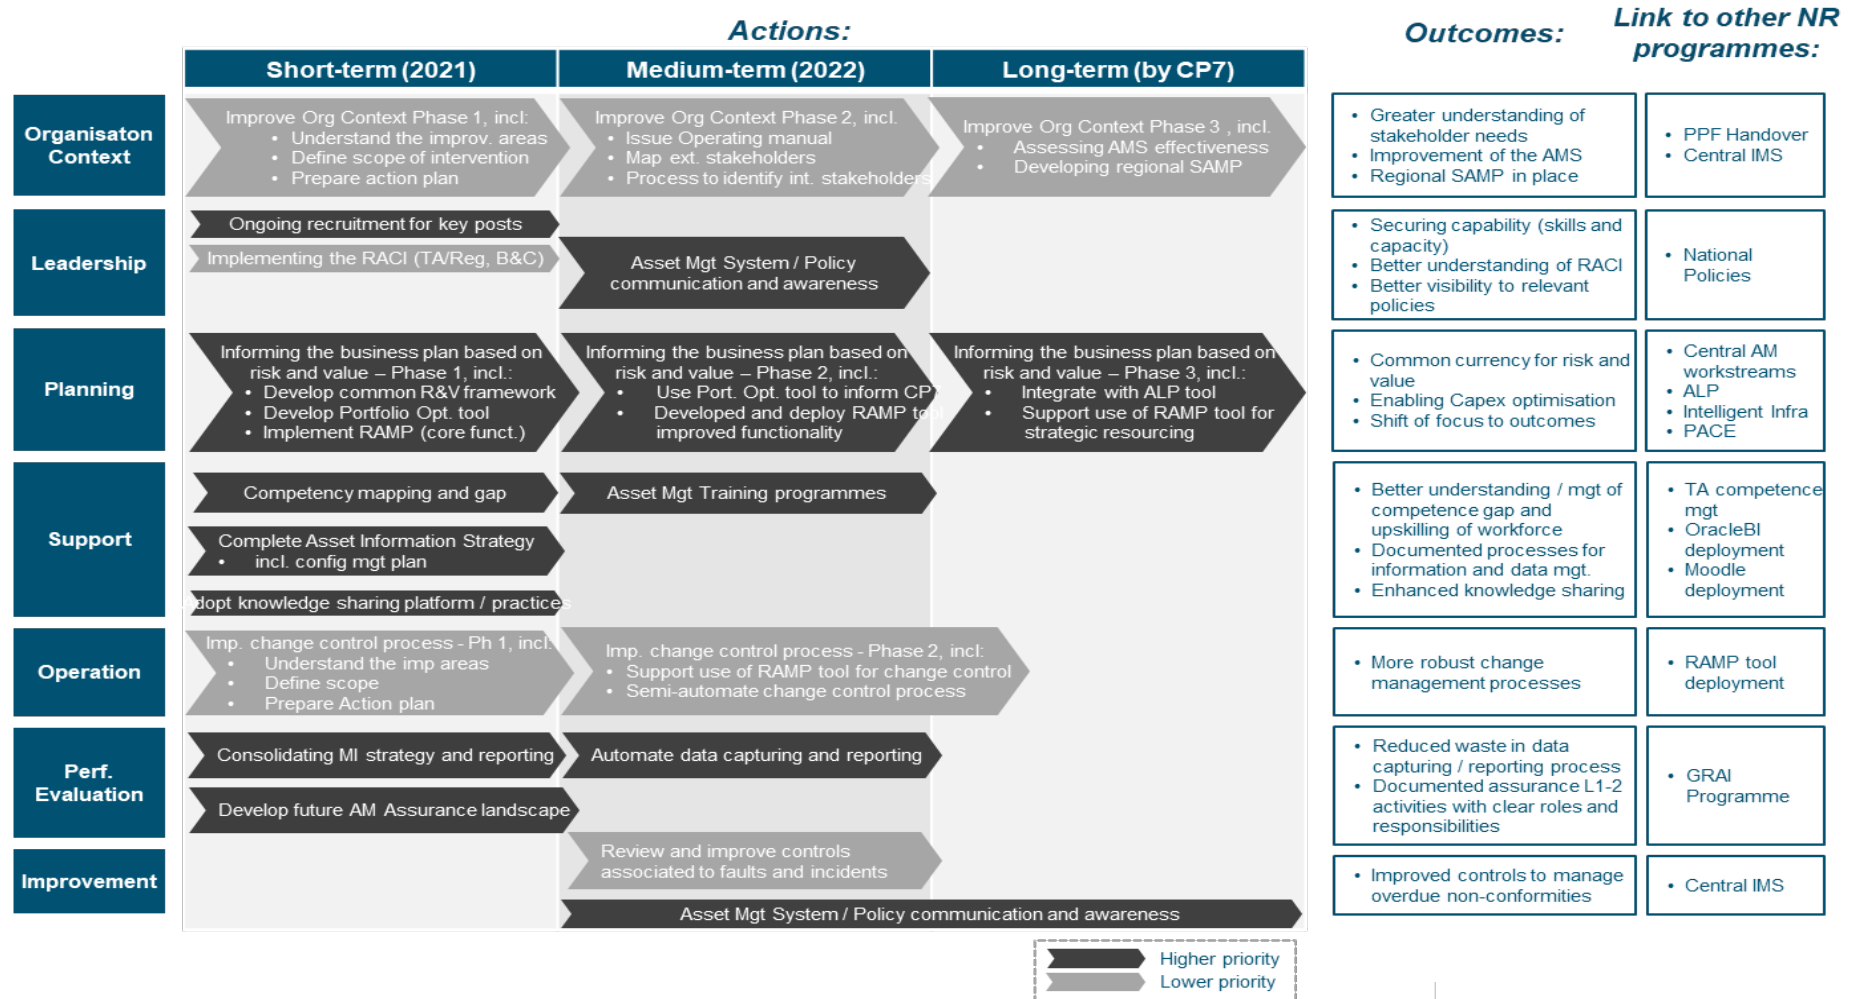 Actions:
Outcomes:
Link to other NR
programmes:
Short-term (2021)
Medium-term (2022)
Long-term (by CP7)
Organisaton
Context
Improve Org Context Phase 1, incl:
• Understand the improv. areas
• Define scope of intervention
• Prepare action plan
Improve Org Context Phase 2, incl.
• Issue Operating manual
• Map ext. stakeholders
• Process to identify int. stakeholders
Improve Org Context Phase 3 , incl.
• Assessing AMS effectiveness
• Developing regional SAMP
• Greater understanding of
stakeholder needs
• Improvement of the AMS
• Regional SAMP in place
• PPF Handover
• Central IMS
Leadership
Ongoing recruitment for key posts
Implementing the RACI (TA/Reg, B&C)
Asset Mgt System / Policy
communication and awareness
• Securing capability (skills and
capacity)
• Better understanding of RACI
• Better visibility to relevant
policies
• National
Policies
Planning
Informing the business plan based on
risk and value – Phase 1, incl.:
• Develop common R&V framework
• Develop Portfolio Opt. tool
• Implement RAMP (core funct.)
Informing the business plan based on
risk and value – Phase 2, incl.:
• Use Port. Opt. tool to inform CP7
• Developed and deploy RAMP tool
improved functionality
Informing the business plan based on
risk and value – Phase 3, incl.:
• Integrate with ALP tool
• Support use of RAMP tool for
strategic resourcing
• Common currency for risk and
value
• Enabling Capex optimisation
• Shift of focus to outcomes
• Central AM
workstreams
• ALP
• Intelligent Infra
• PACE
Support
Competency mapping and gap
Asset Mgt Training programmes
Complete Asset Information Strategy
• incl. config mgt plan
Adopt knowledge sharing platform / practices
• Better understanding / mgt of
competence gap and
upskilling of workforce
• Documented processes for
information and data mgt.
• Enhanced knowledge sharing
• TA competence
mgt
• OracleBI
deployment
• Moodle
deployment
Operation
Imp. change control process - Ph 1, incl:
• Understand the imp areas
• Define scope
• Prepare Action plan
Imp. change control process - Phase 2, incl:
• Support use of RAMP tool for change control
• Semi-automate change control process
• More robust change
management processes
• RAMP tool
deployment
Perf.
Evaluation
Consolidating MI strategy and reporting
Automate data capturing and reporting
Develop future AM Assurance landscape
• Reduced waste in data
capturing / reporting process
• Documented assurance L1-2
activities with clear roles and
responsibilities
• GRAI
Programme
Improvement
Review and improve controls
associated to faults and incidents
Asset Mgt System / Policy communication and awareness
• Improved controls to manage
overdue non-conformities
• Central IMS
Higher priority
Lower priority